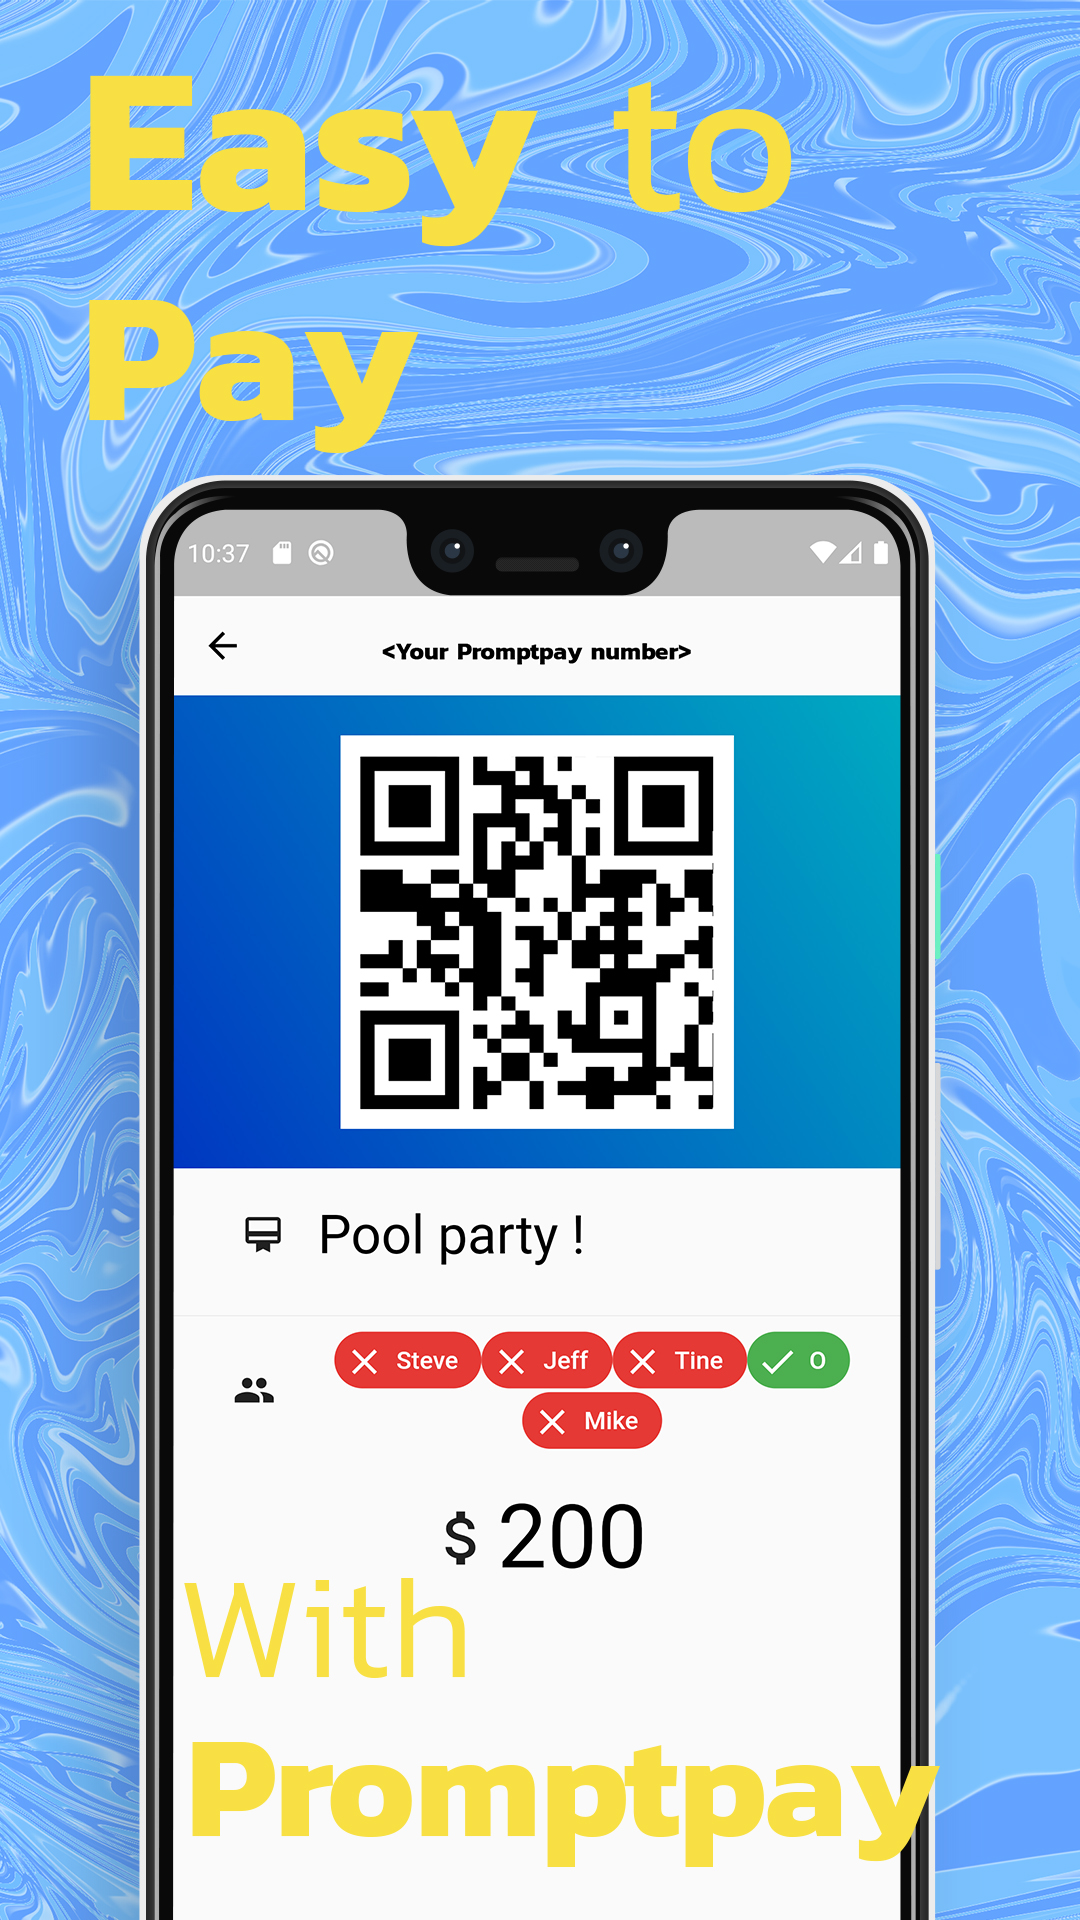 Easy to
Pay
10:37
<Your Promptpay number>
Pool party !
Steve Jeff Tine O
Mike
$ 200
With
Promptpay